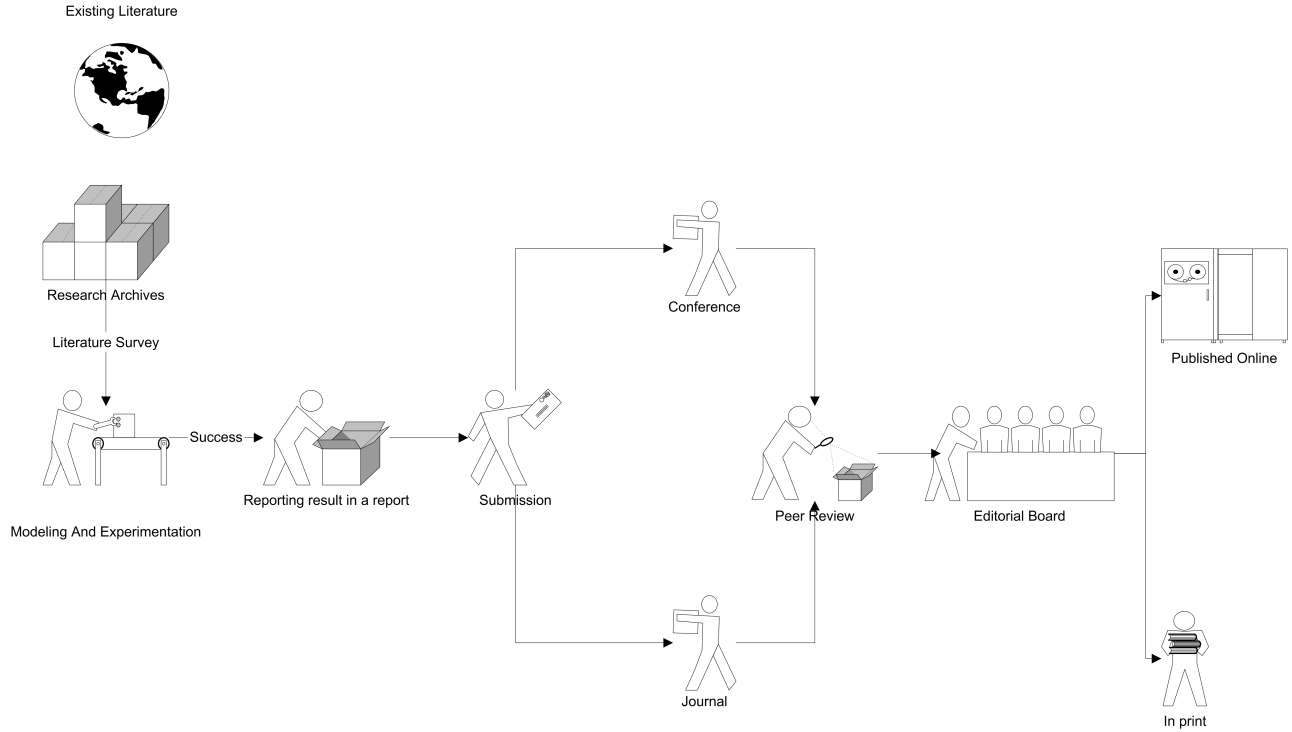 Existing Literature
Research Archives
Literature Survey
Modeling And Experimentation
Success
Reporting result in a report
Submission
Conference
Journal
Peer Review
Editorial Board
Published Online
In print